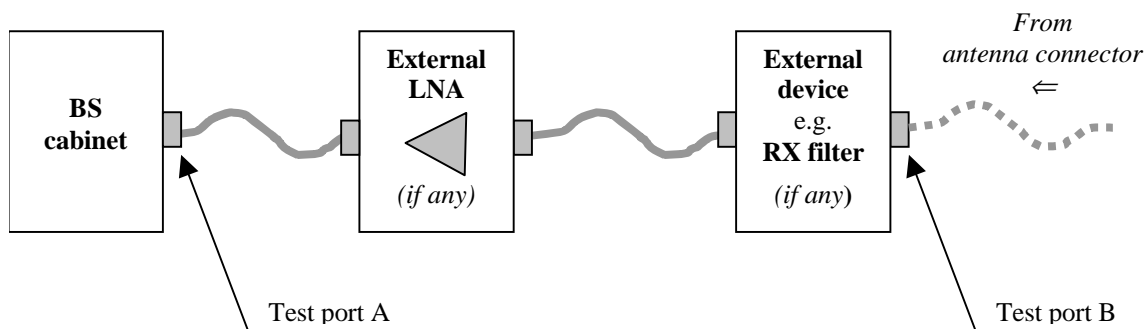 BS
cabinet
External
LNA
(if any)
External
device
e.g.
RX filter
(if any)
From
antenna connector
⇐
Test port A
Test port B